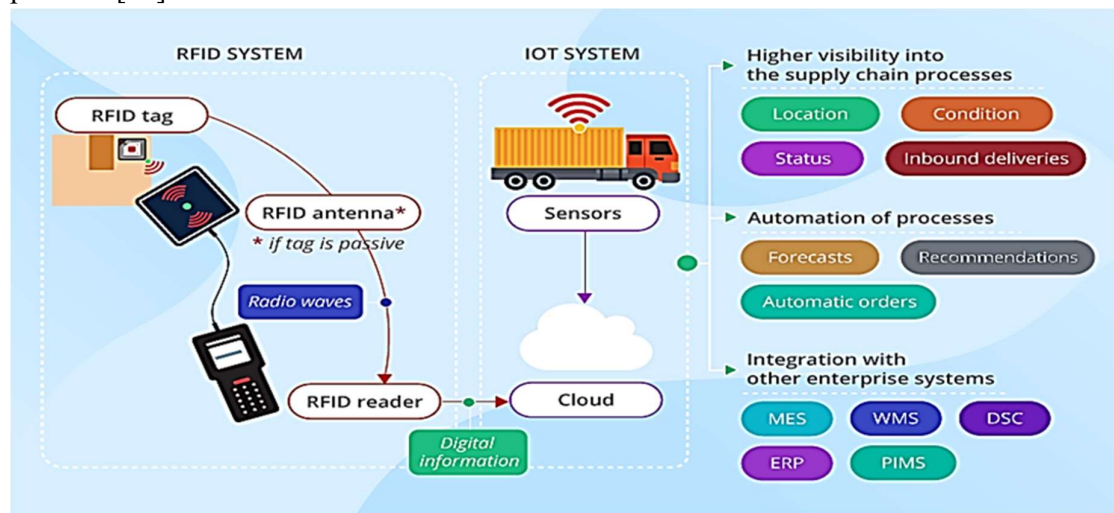 RFID SYSTEM
RFID tag
RFID antenna*
* if tag is passive
Radio waves
RFID reader
Digital
information
IOT SYSTEM
Sensors
Cloud
Higher visibility into
the supply chain processes
Location
Condition
Status
Inbound deliveries
Automation of processes
Forecasts
Recommendations
Automatic orders
Integration with
other enterprise systems
MES
WMS
DSC
ERP
PIMS